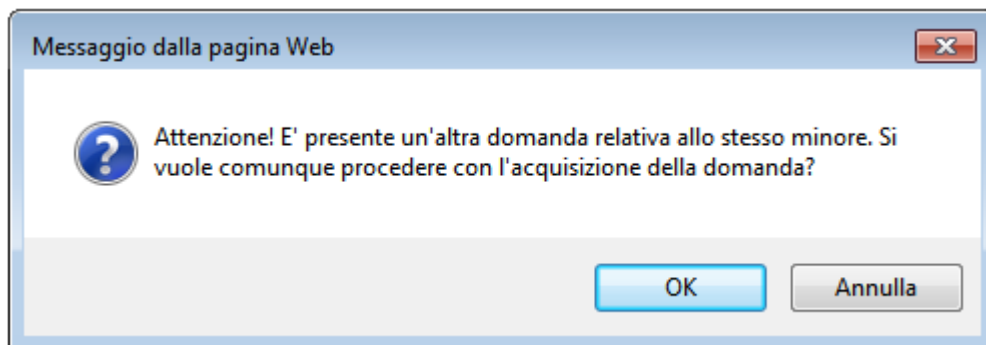 Messaggio dalla pagina Web
Attenzione! E' presente un'altra domanda relativa allo stesso minore. Si
vuole comunque procedere con l'acquisizione della domanda?
OK
Annulla